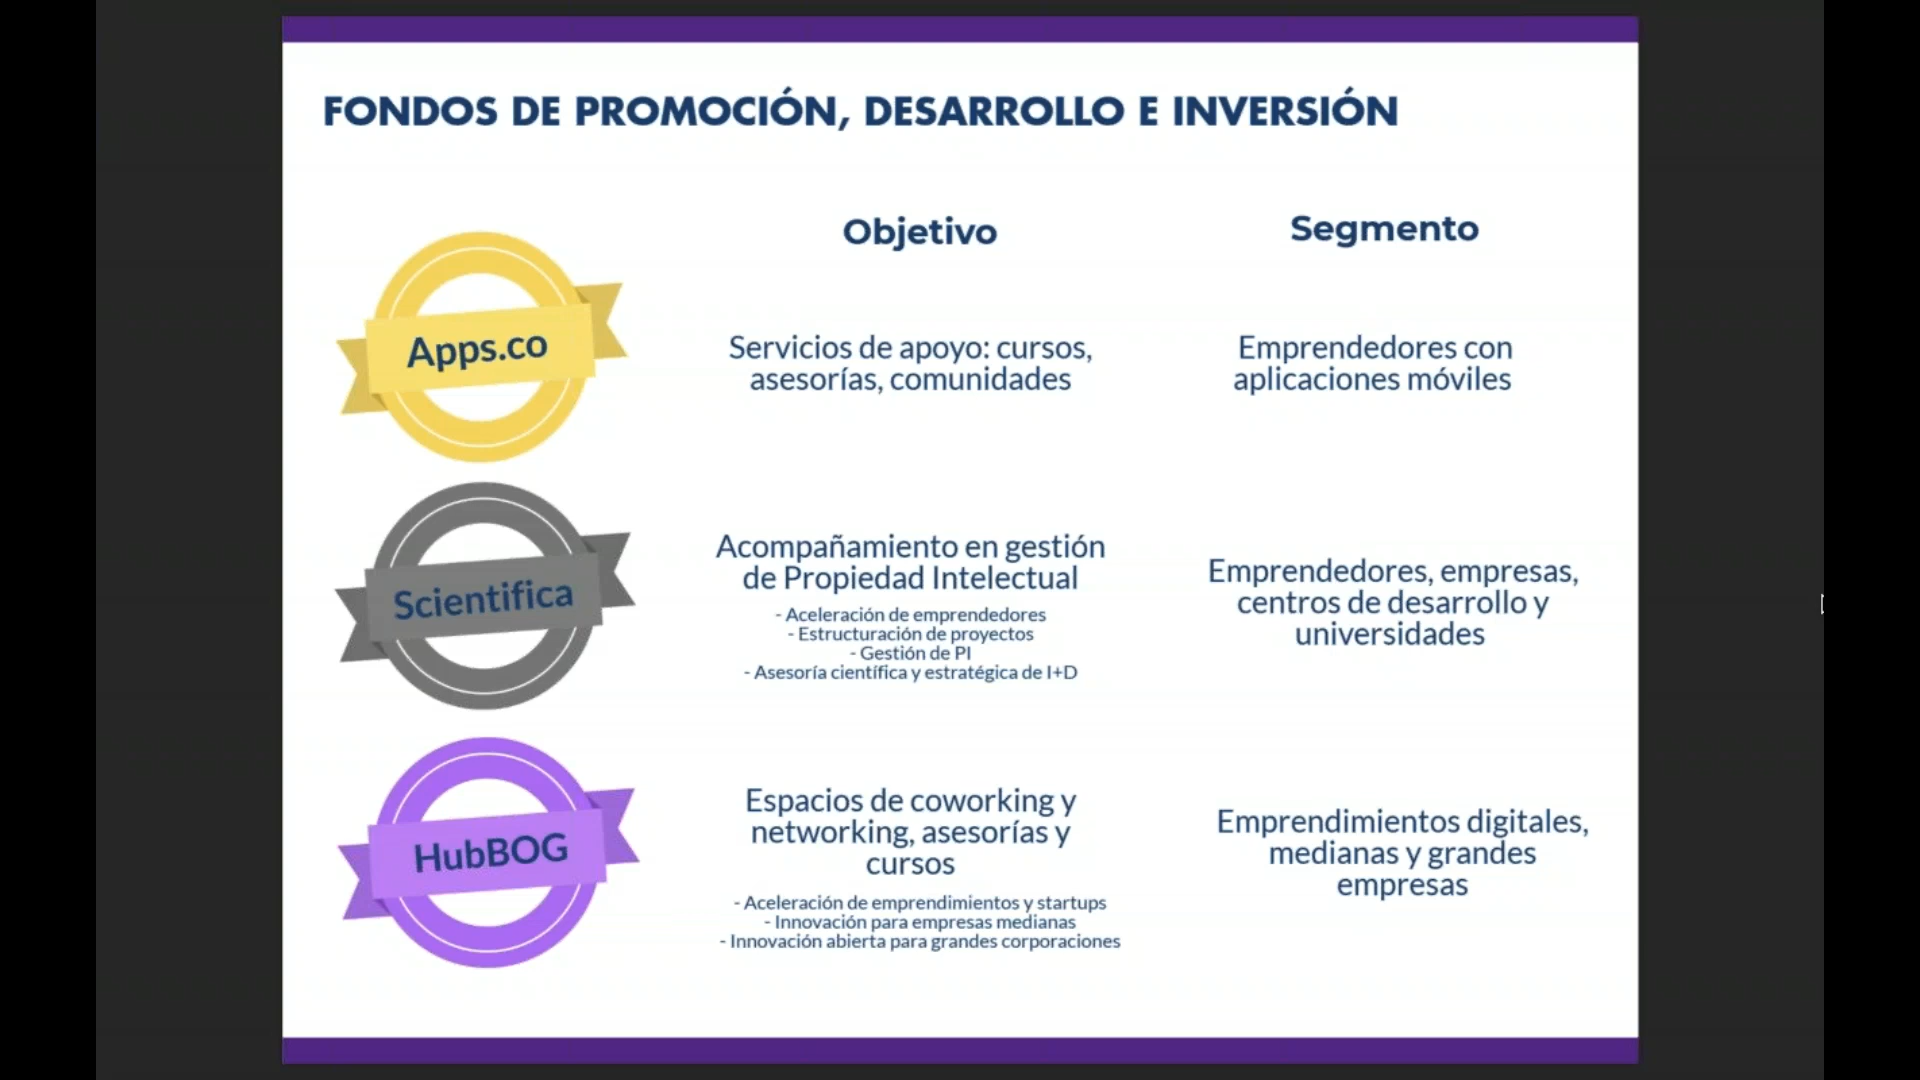 FONDOS DE PROMOCIÓN, DESARROLLO E INVERSIÓN
Objetivo
Segmento
Apps.co
Servicios de apoyo: cursos,
asesorías, comunidades
Emprendedores con
aplicaciones móviles
Scientifica
Acompañamiento en gestión
de Propiedad Intelectual
- Aceleración de emprendedores
- Estructuración de proyectos
- Gestión de PI
- Asesoría científica y estratégica de I+D
Emprendedores, empresas,
centros de desarrollo y
universidades
HubBOG
Espacios de coworking y
networking, asesorías y
cursos
- Aceleración de emprendimientos y startups
- Innovación para empresas medianas
- Innovación abierta para grandes corporaciones
Emprendimientos digitales,
medianas y grandes
empresas